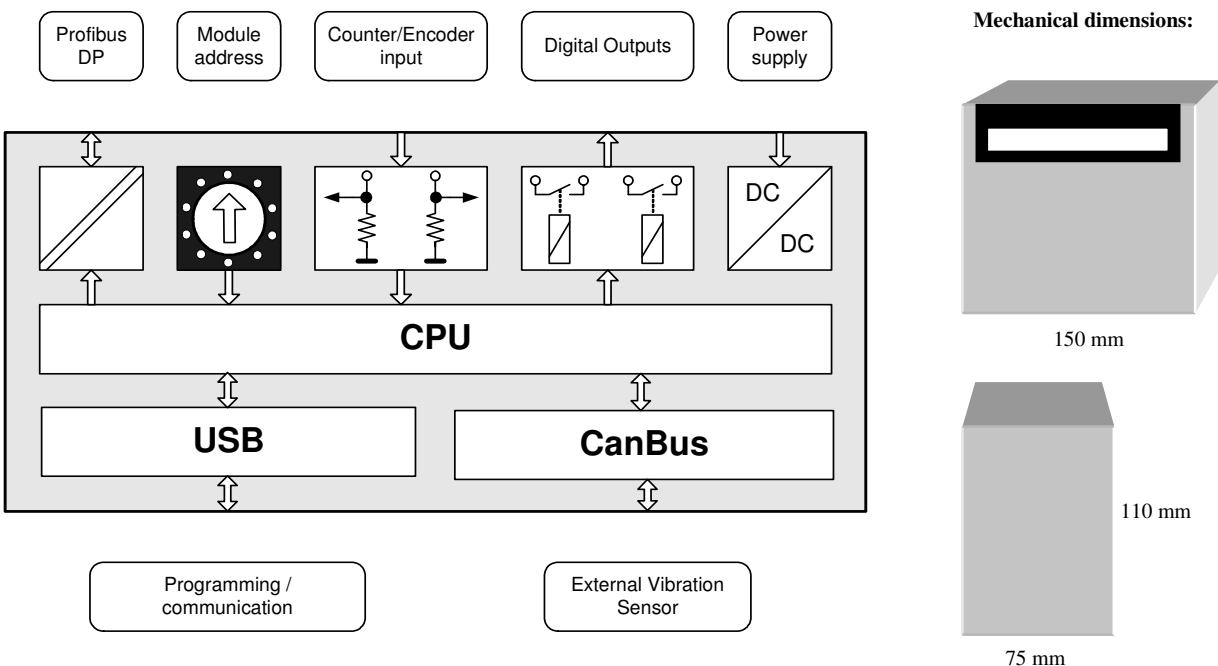 Profibus
DP
Module
address
Counter/Encoder
input
Digital Outputs
Power
supply
DC
DC
CPU
USB
CanBus
Programming /
communication
External Vibration
Sensor
Mechanical dimensions:
150 mm
110 mm
75 mm